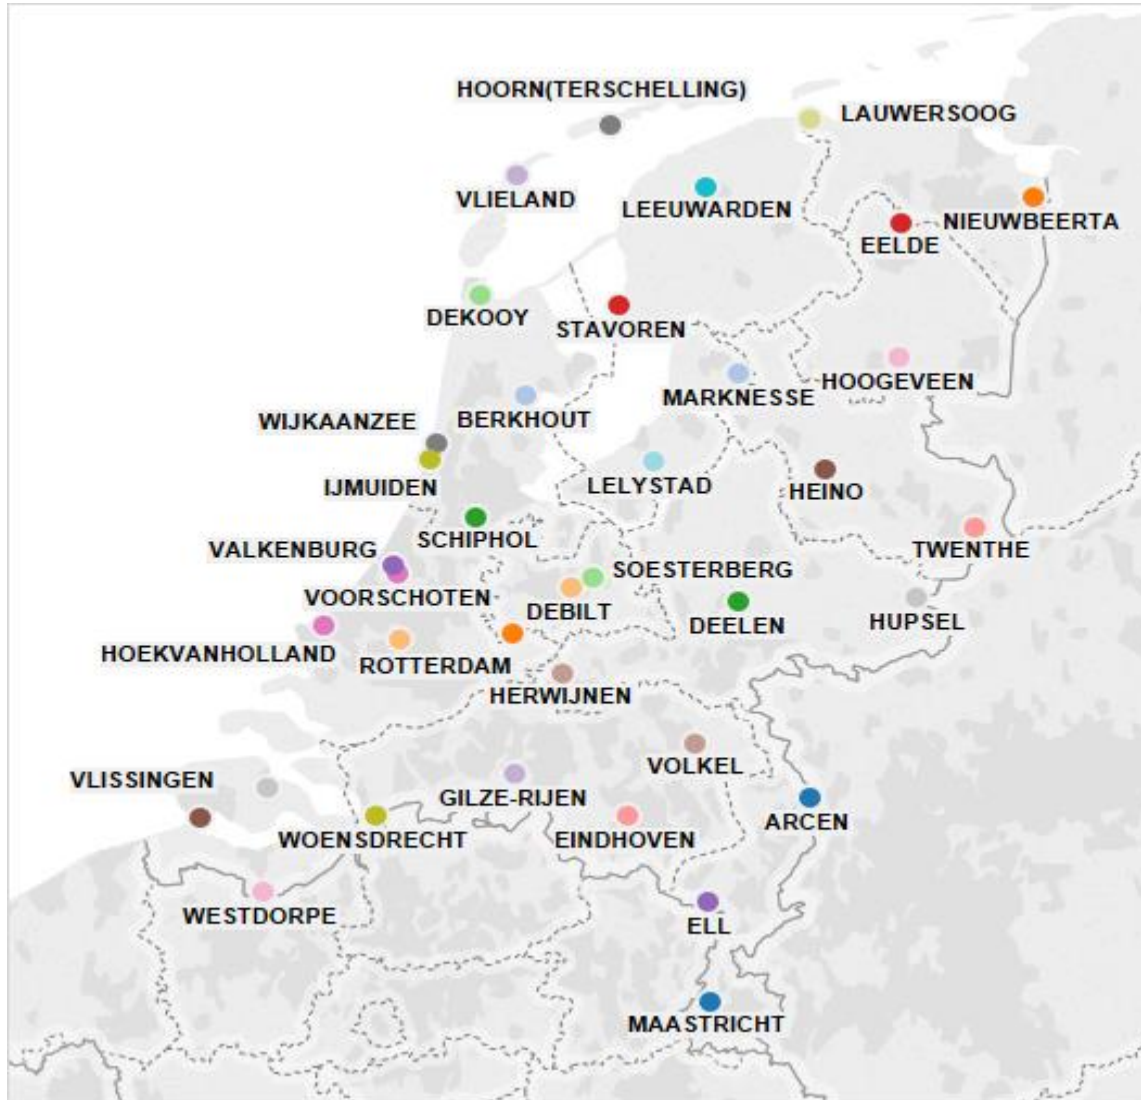 HOORN(TERSCHELLING)
LAUWERSOOG
VLIELAND
LEEUWARDEN
NIEUWBEERTA
EELDE
DEKOOY
STAVOREN
HOOGEVEEN
MARKNESSE
BERKHOUT
WIJKAANZEE
IJMUIDEN
LELYSTAD
HEINO
SCHIPHOL
VALKENBURG
TWENTHE
SOESTERBERG
VOORSCHOTEN
DEBILT
DEELEN
HUPSEL
HOEKVANHOLLAND
ROTTERDAM
HERWIJNEN
VOLKEL
VLISSINGEN
GILZE-RIJEN
ARCEN
WOENSDRECHT
EINDHOVEN
WESTDORPE
ELL
MAASTRICHT